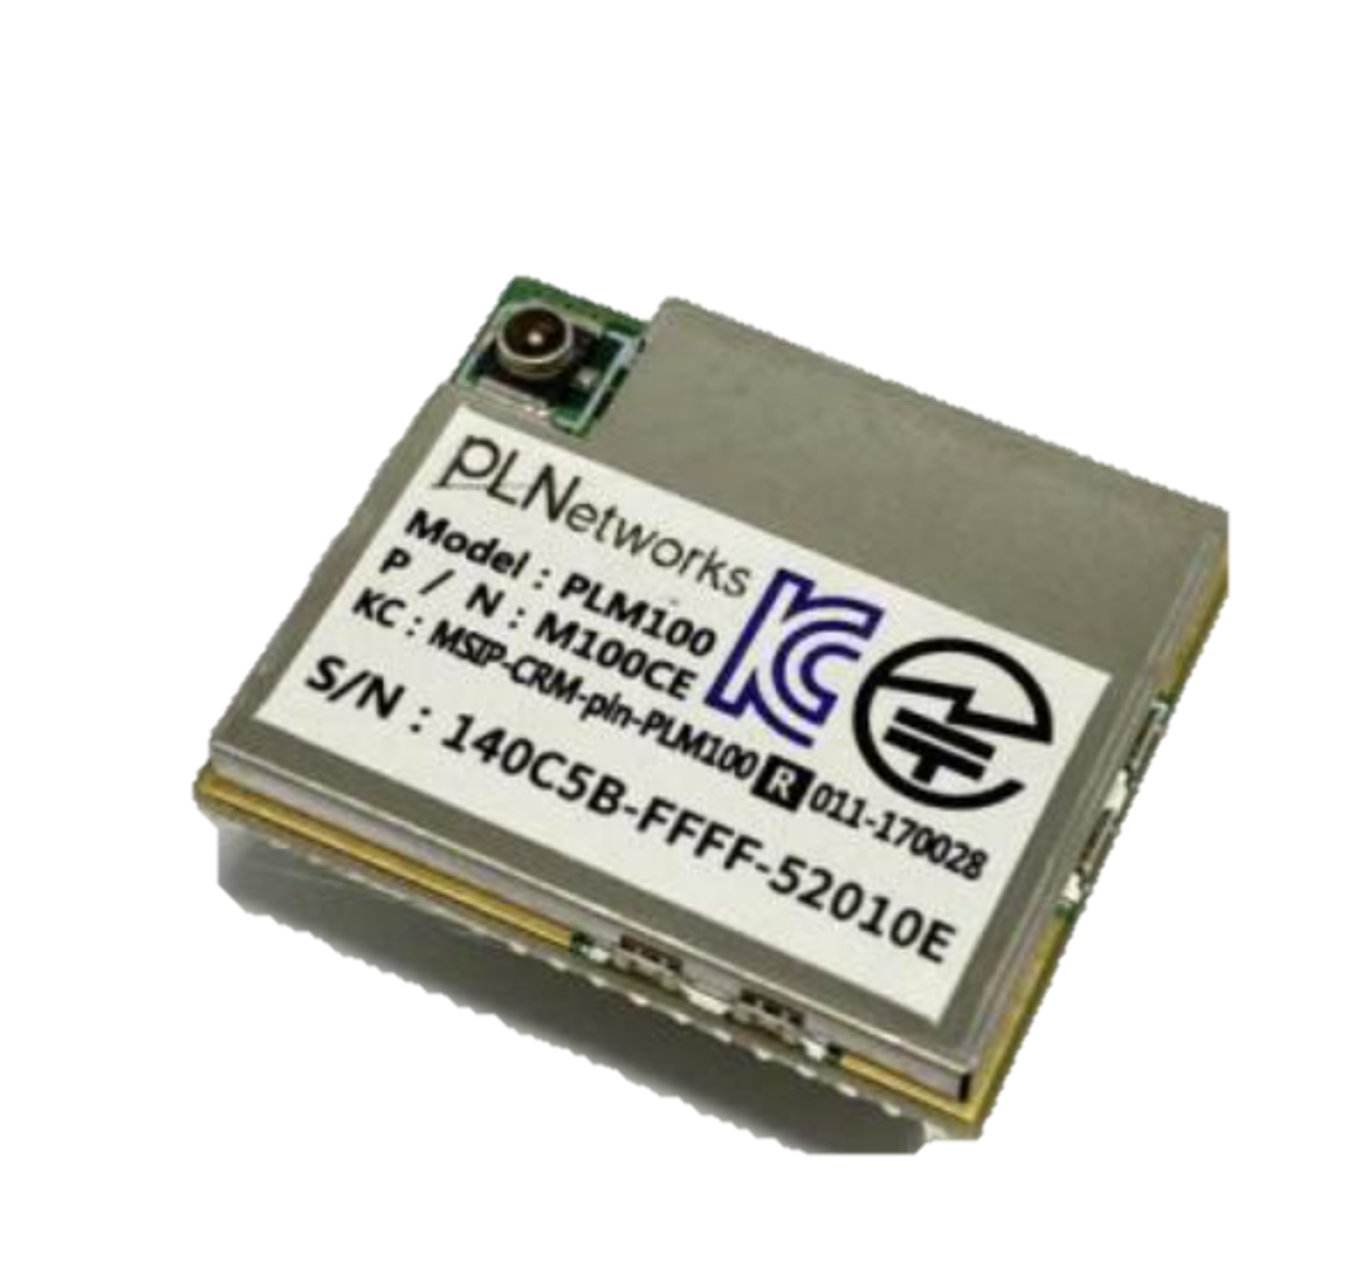 PLNetworks
Model : PLM100
P / N : M100CE
KC : MSIP-CRM-pln-PLM100 R 011-170028
S/N : 140C5B-FFFF-52010E